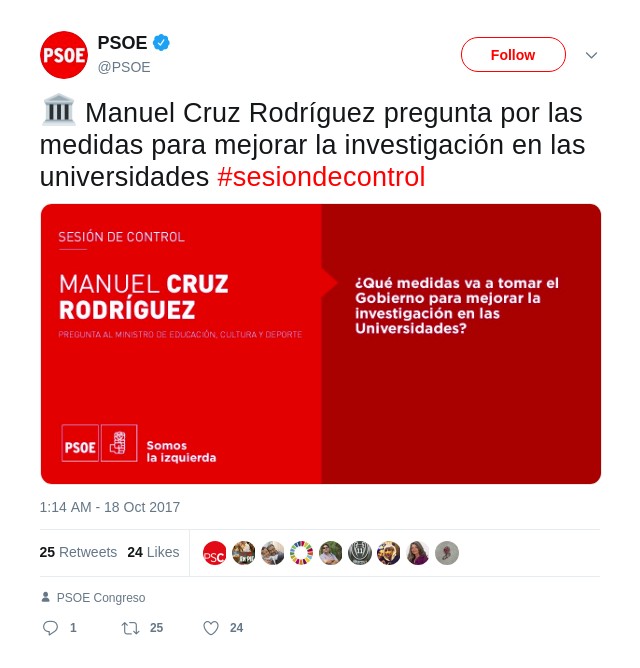 PSOE
PSOE
@PSOE
Follow
🏛 Manuel Cruz Rodríguez pregunta por las
medidas para mejorar la investigación en las
universidades #sesiondecontrol
SESIÓN DE CONTROL
MANUEL CRUZ
RODRÍGUEZ
PREGUNTA AL MINISTRO DE EDUCACIÓN, CULTURA Y DEPORTE
¿Qué medidas va a tomar el
Gobierno para mejorar la
investigación en las
Universidades?
PSOE
Somos
la izquierda
1:14 AM - 18 Oct 2017
25 Retweets 24 Likes
PSOE Congreso
1 25 24